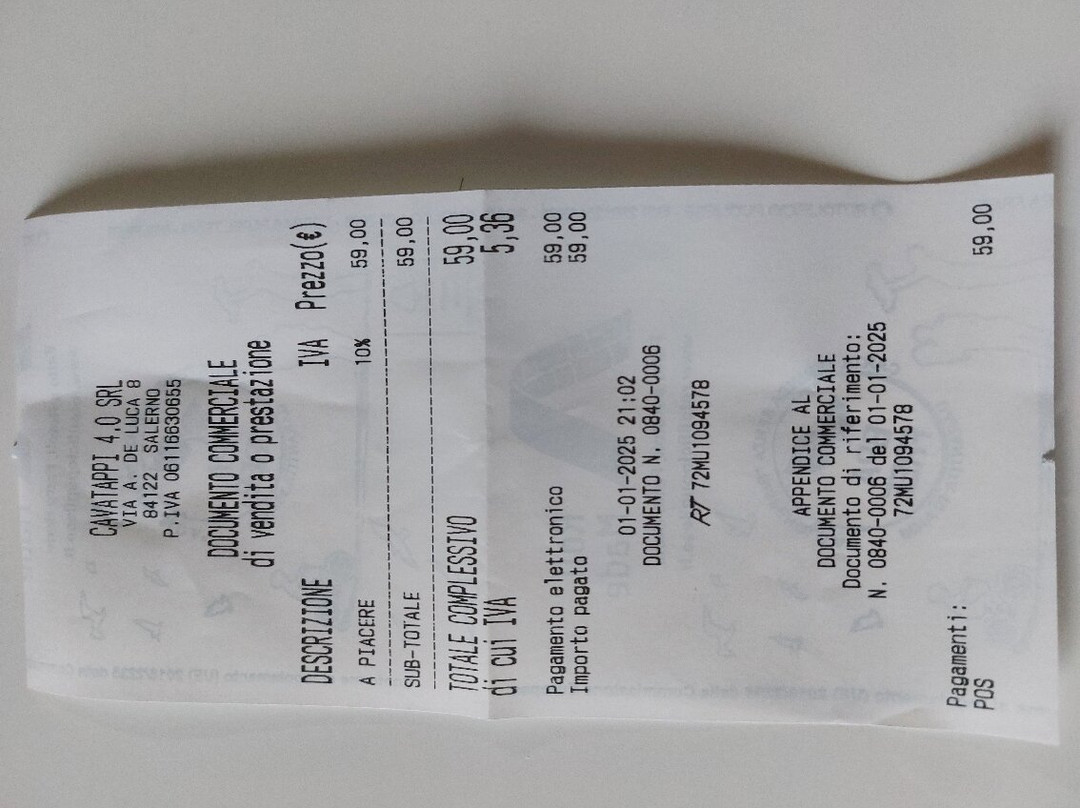 CAVATAPPI 4.0 SRL
VIA A. DE LUCA 8
84122 SALERNO
P.IVA 06116630655
DOCUMENTO COMMERCIALE
di vendita o prestazione
DESCRIZIONE IVA Prezzo(€)
A PIACERE 10% 59,00
SUB-TOTALE 59,00
TOTALE COMPLESSIVO 59,00
di cui IVA 5,36
Pagamento elettronico 59,00
Importo pagato 59,00
01-01-2025 21:02
DOCUMENTO N. 0840-0006
RT 72MU1094578
APPENDICE AL
DOCUMENTO COMMERCIALE
Documento di riferimento:
N. 0840-0006 del 01-01-2025
72MU1094578
Pagamenti:
POS 59,00